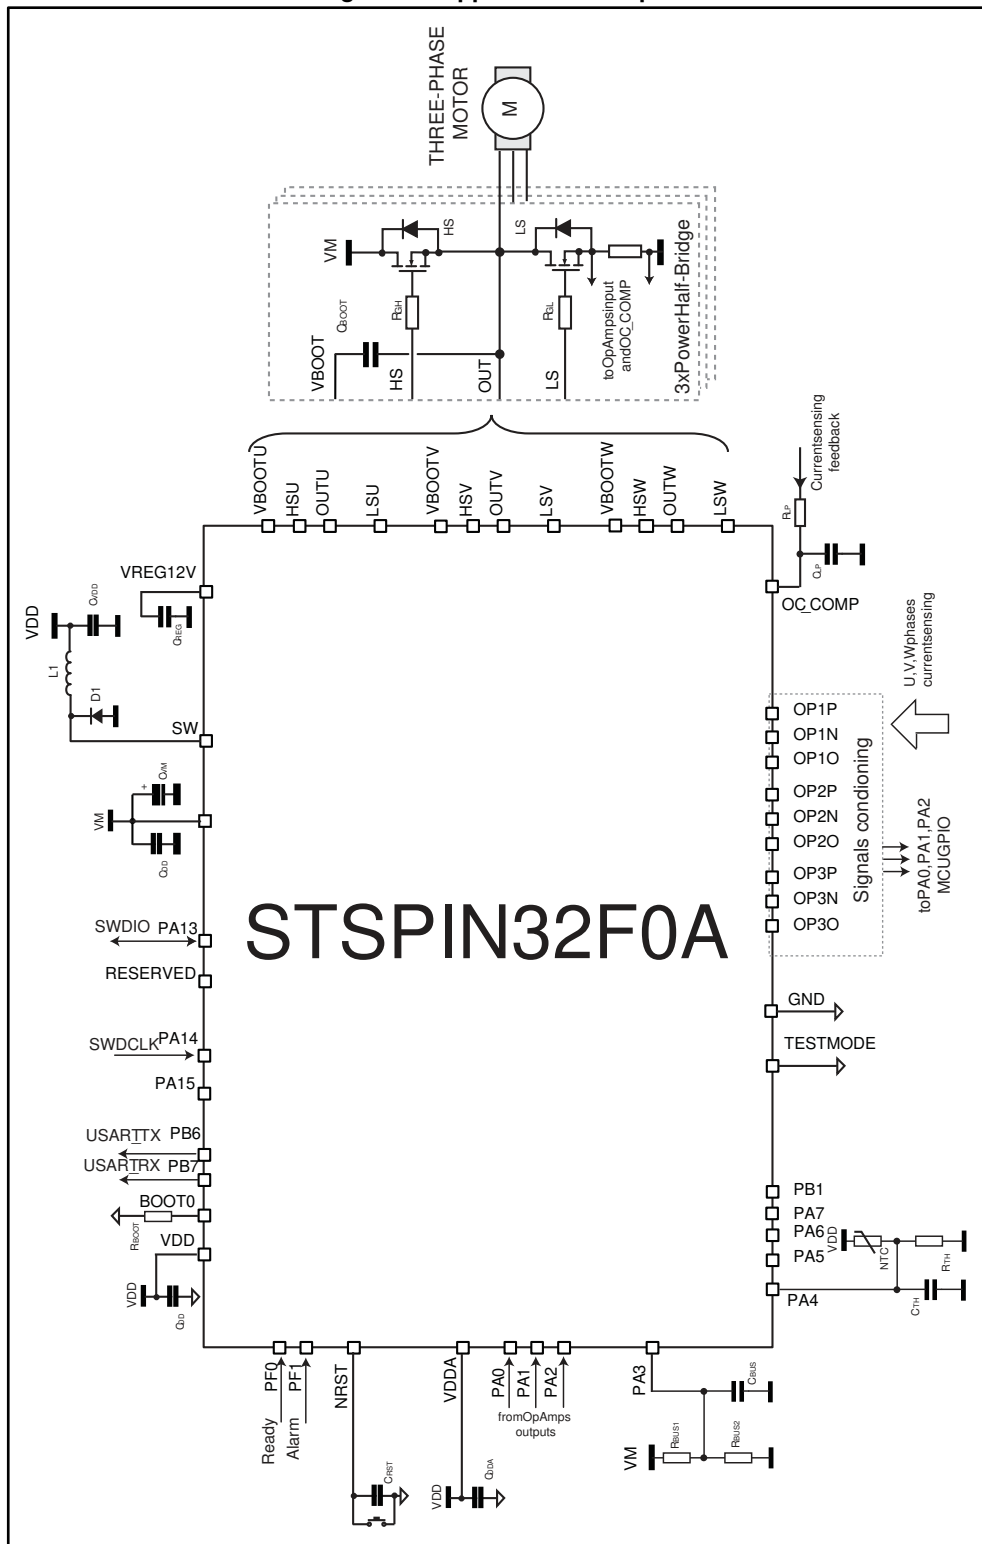 THREE-PHASE
MOTOR
M
VM
HS
LS
CBOOT
RGH
RGL
VBOOT
HS
OUT
LS
toOpAmpsinput
andOC_COMP
3xPowerHalf-Bridge
VBOOTU
HSU
OUTU
LSU
VBOOTV
HSV
OUTV
LSV
VBOOTW
HSW
OUTW
LSW
Currentsensing
feedback
RLP
CLP
OC_COMP
VREG12V
CREG
VDD
CVDD
L1
D1
SW
VM
+
CVM
CDD
U,V,Wphases
currentsensing
OP1P
OP1N
OP1O
OP2P
OP2N
OP2O
OP3P
OP3N
OP3O
Signals condioning
toPA0,PA1,PA2
MCUGPIO
STSPIN32F0A
SWDIO PA13
RESERVED
SWDCLK PA14
PA15
USART_TX PB6
USART_RX PB7
BOOT0
RBOOT
VDD
VDD
CDD
GND
TESTMODE
PB1
PA7
PA6
PA5
PA4
VDD
NTC
RTH
CTH
PF0
PF1
Ready
Alarm
NRST
CRST
VDDA
VDD
CDDA
PA0
PA1
PA2
fromOpAmps
outputs
PA3
CBUS
VM
RBUS1
RBUS2